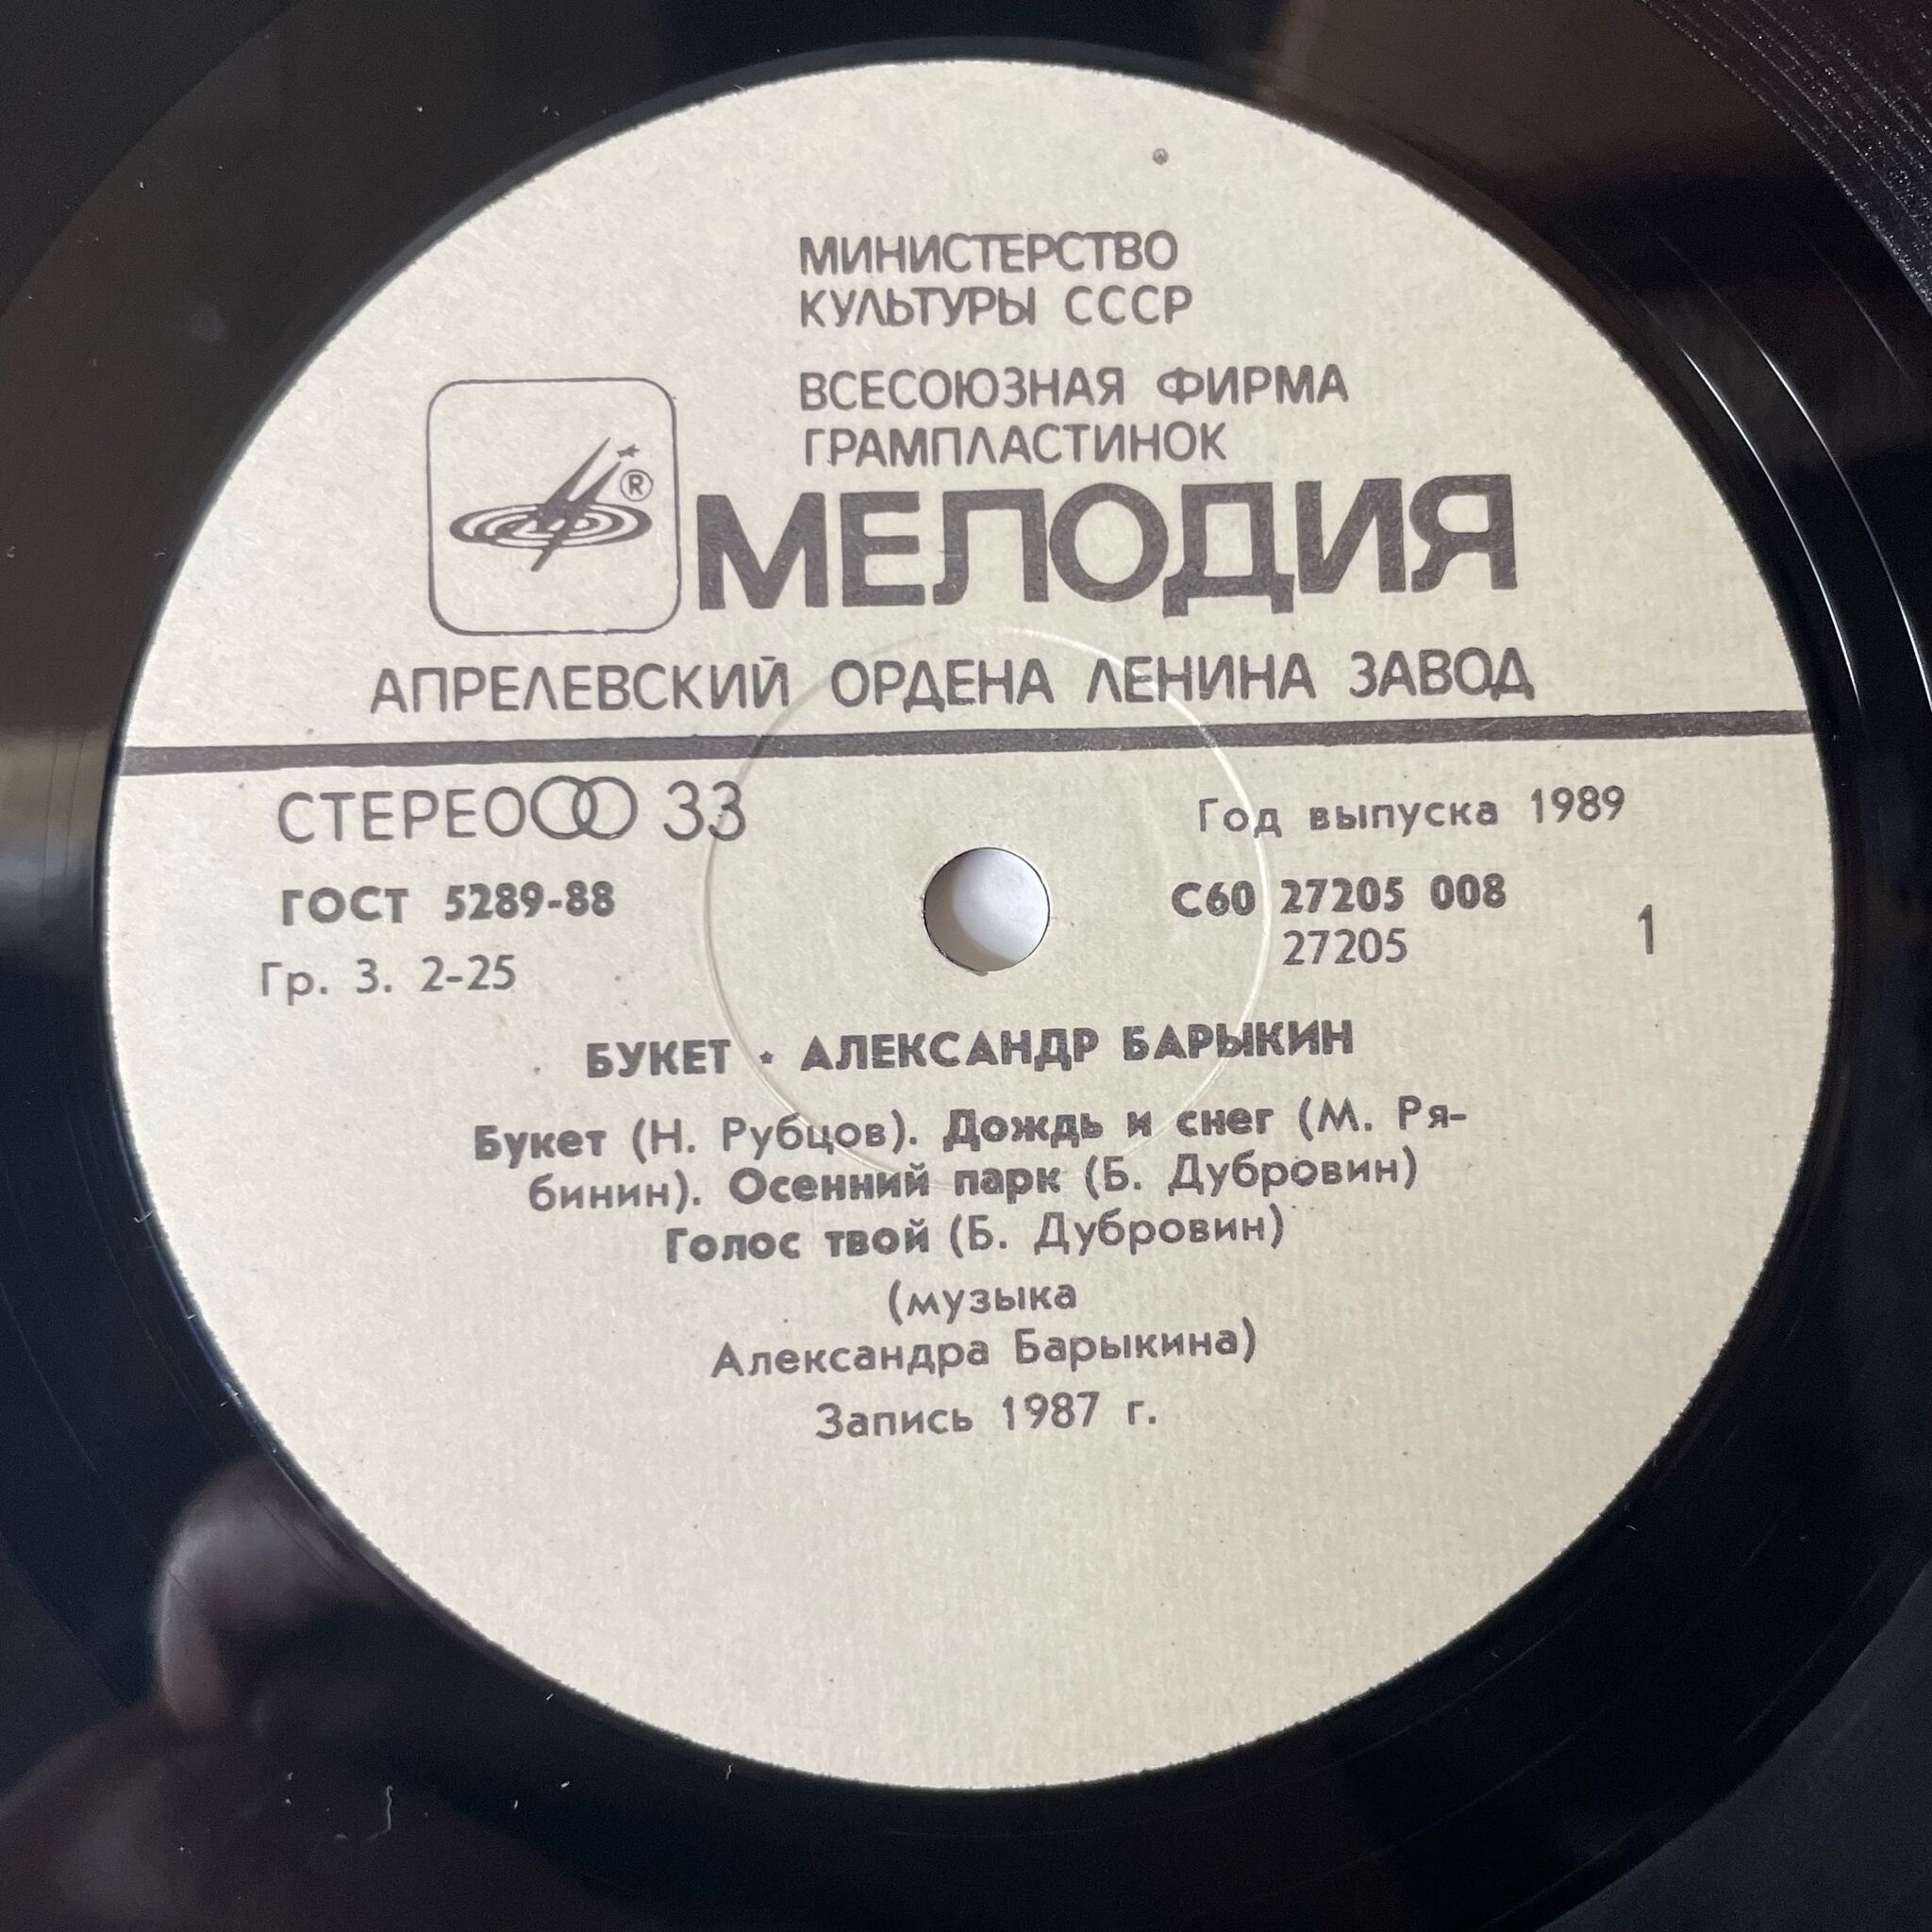 МИНИСТЕРСТВО
КУЛЬТУРЫ СССР
ВСЕСОЮЗНАЯ ФИРМА
ГРАМПЛАСТИНОК
®
МЕЛОДИЯ
АПРЕЛЕВСКИЙ ОРДЕНА ЛЕНИНА ЗАВОД
СТЕРЕО 33
Год выпуска 1989
ГОСТ 5289-88
С60 27205 008
27205
1
Гр. 3. 2-25
БУКЕТ • АЛЕКСАНДР БАРЫКИН
Букет (Н. Рубцов). Дождь и снег (М. Ря-
бинин). Осенний парк (Б. Дубровин)
Голос твой (Б. Дубровин)
(музыка
Александра Барыкина)
Запись 1987 г.